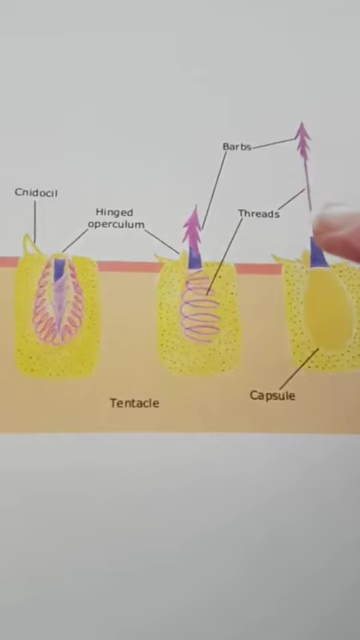 Barbs
Cnidocil
Hinged
operculum
Threads
Capsule
Tentacle